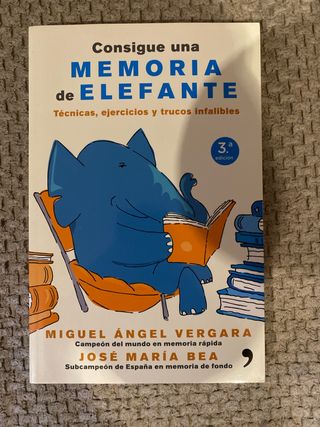 Consigue una
MEMORIA
de ELEFANTE
Técnicas, ejercicios y trucos infalibles
3.ª
edición
MIGUEL ÁNGEL VERGARA
Campeón del mundo en memoria rápida
JOSÉ MARÍA BEA
Subcampeón de España en memoria de fondo